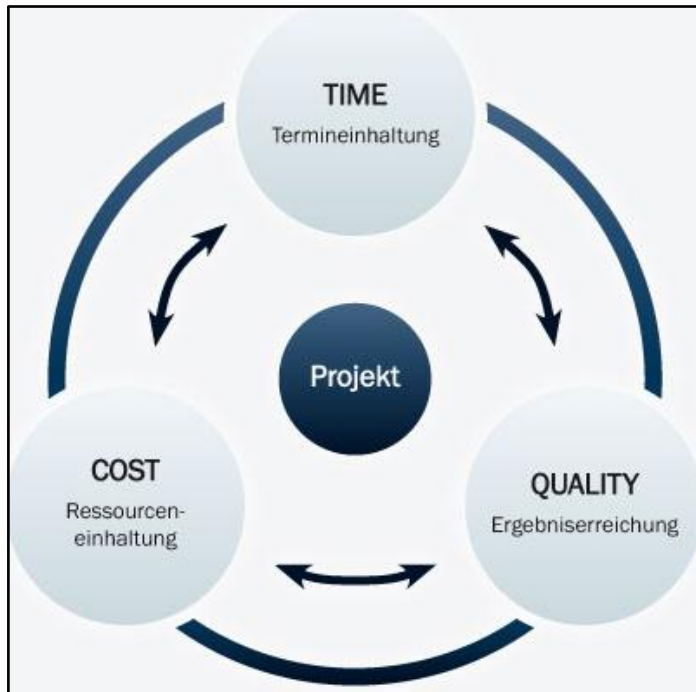 TIME
Termineinhaltung
Projekt
COST
Ressourcen-
einhaltung
QUALITY
Ergebniserreichung